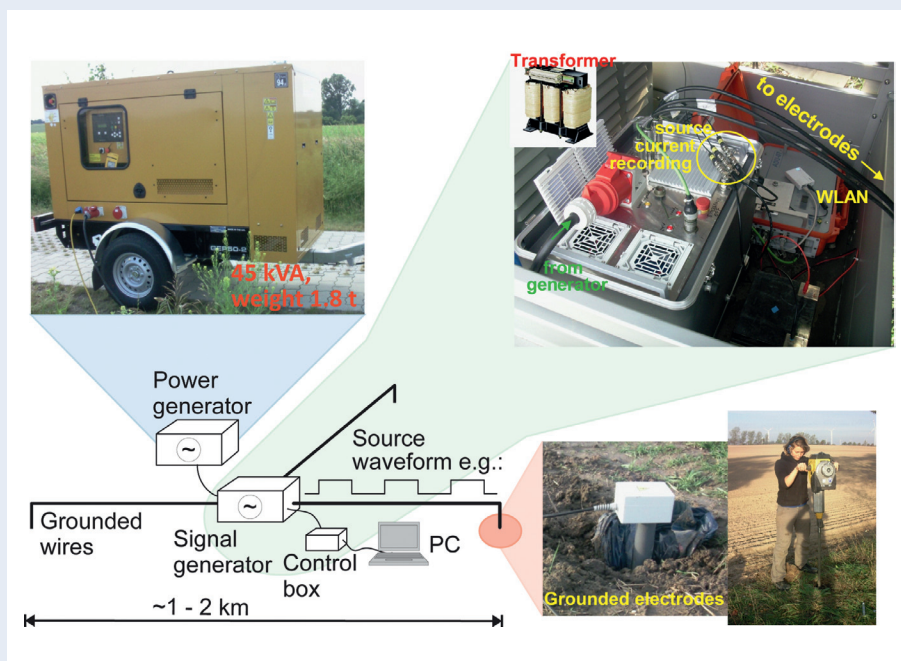 Transformer
to electrodes
source
current
recording
WLAN
from
generator
94
45 kVA,
weight 1.8 t
Power
generator
~
Source
waveform e.g.:
Grounded
wires
~
Signal
generator
Control
box
PC
Grounded electrodes
~1 - 2 km